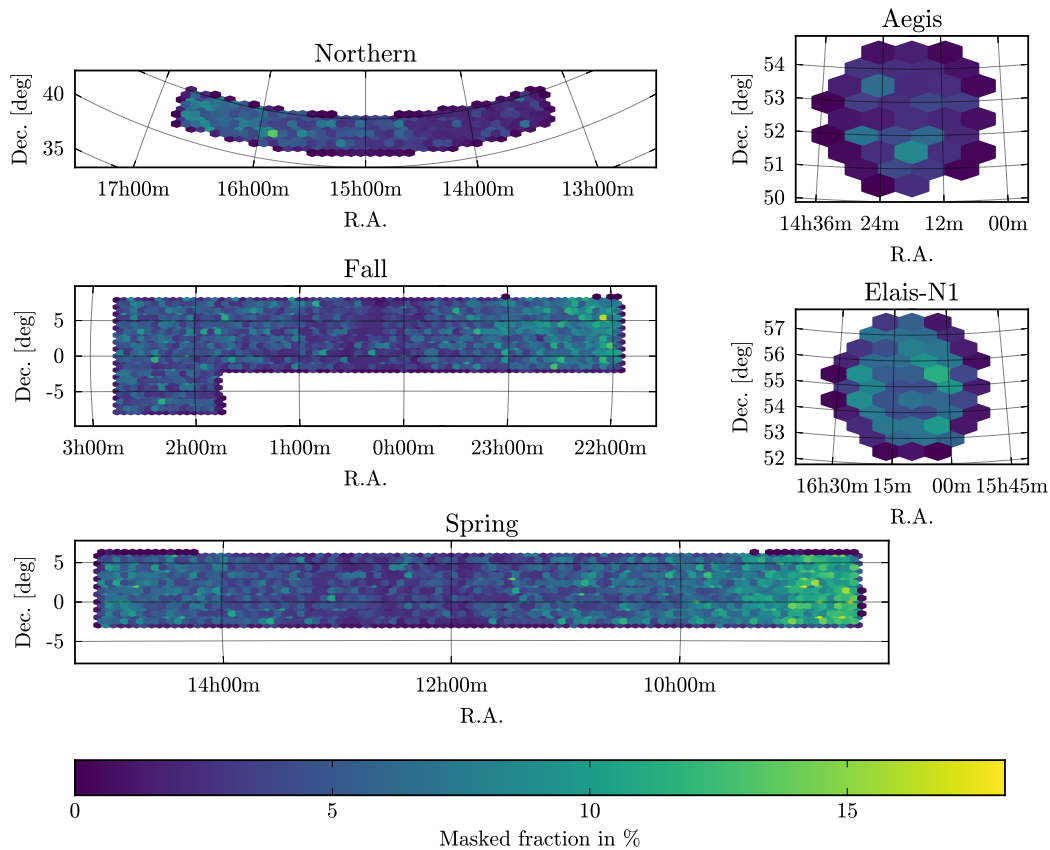 Northern
40
35
Dec. [deg]
17h00m 16h00m 15h00m 14h00m 13h00m
R.A.
Aegis
54
53
52
51
50
Dec. [deg]
14h36m 24m 12m 00m
R.A.
Fall
5
0
-5
Dec. [deg]
3h00m 2h00m 1h00m 0h00m 23h00m 22h00m
R.A.
Elais-N1
57
56
55
54
53
52
Dec. [deg]
16h30m 15m 00m 15h45m
R.A.
Spring
5
0
-5
Dec. [deg]
14h00m 12h00m 10h00m
R.A.
0 5 10 15
Masked fraction in %